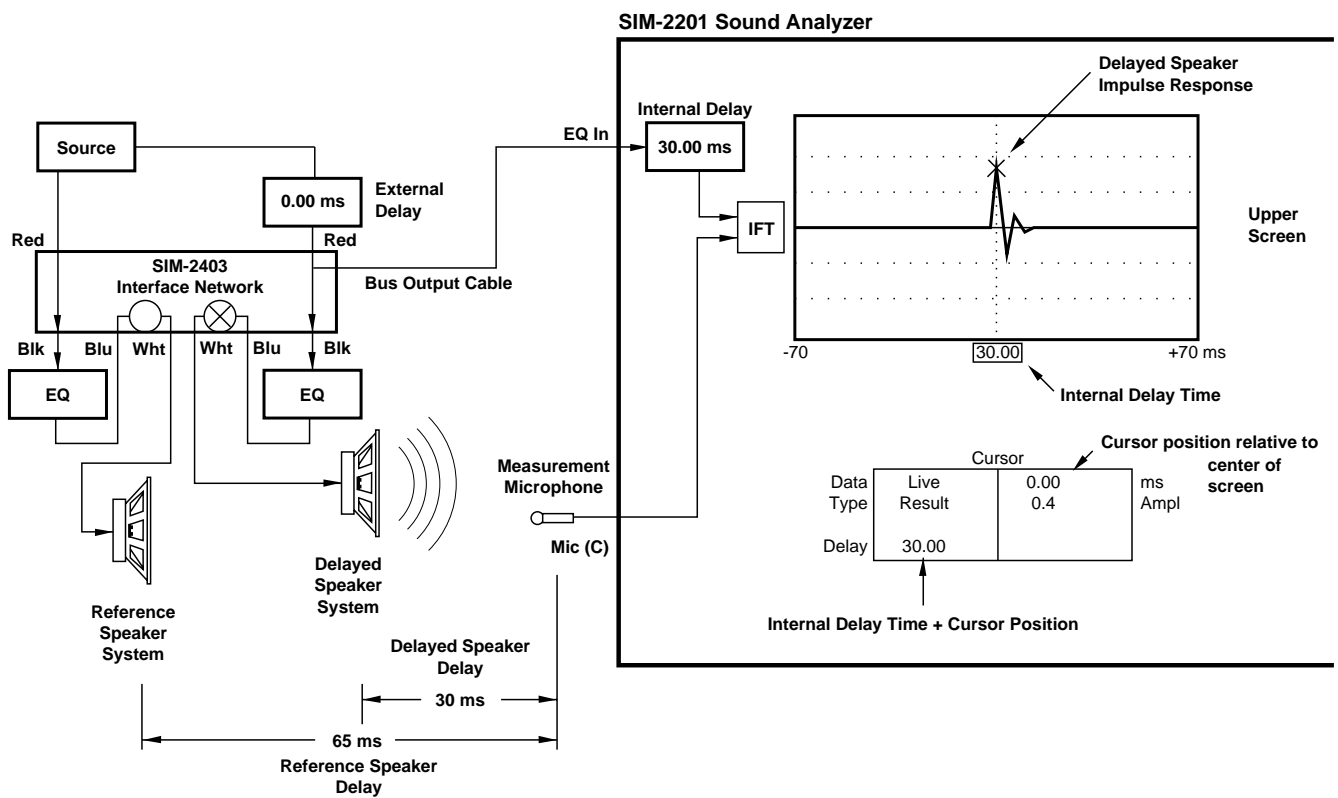 SIM-2201 Sound Analyzer
Delayed Speaker
Impulse Response
Internal Delay
30.00 ms
EQ In
Source
0.00 ms
External
Delay
IFT
Upper
Screen
Red
Red
SIM-2403
Interface Network
Bus Output Cable
Blk
Blu
Wht
Wht
Blu
Blk
-70
30.00
+70 ms
Internal Delay Time
EQ
EQ
Cursor position relative to
center of
screen
Cursor
Data
Live
0.00
ms
Type
Result
0.4
Ampl
Delay
30.00
Internal Delay Time + Cursor Position
Measurement
Microphone
Mic (C)
Delayed
Speaker
System
Reference
Speaker
System
Delayed Speaker
Delay
30 ms
65 ms
Reference Speaker
Delay